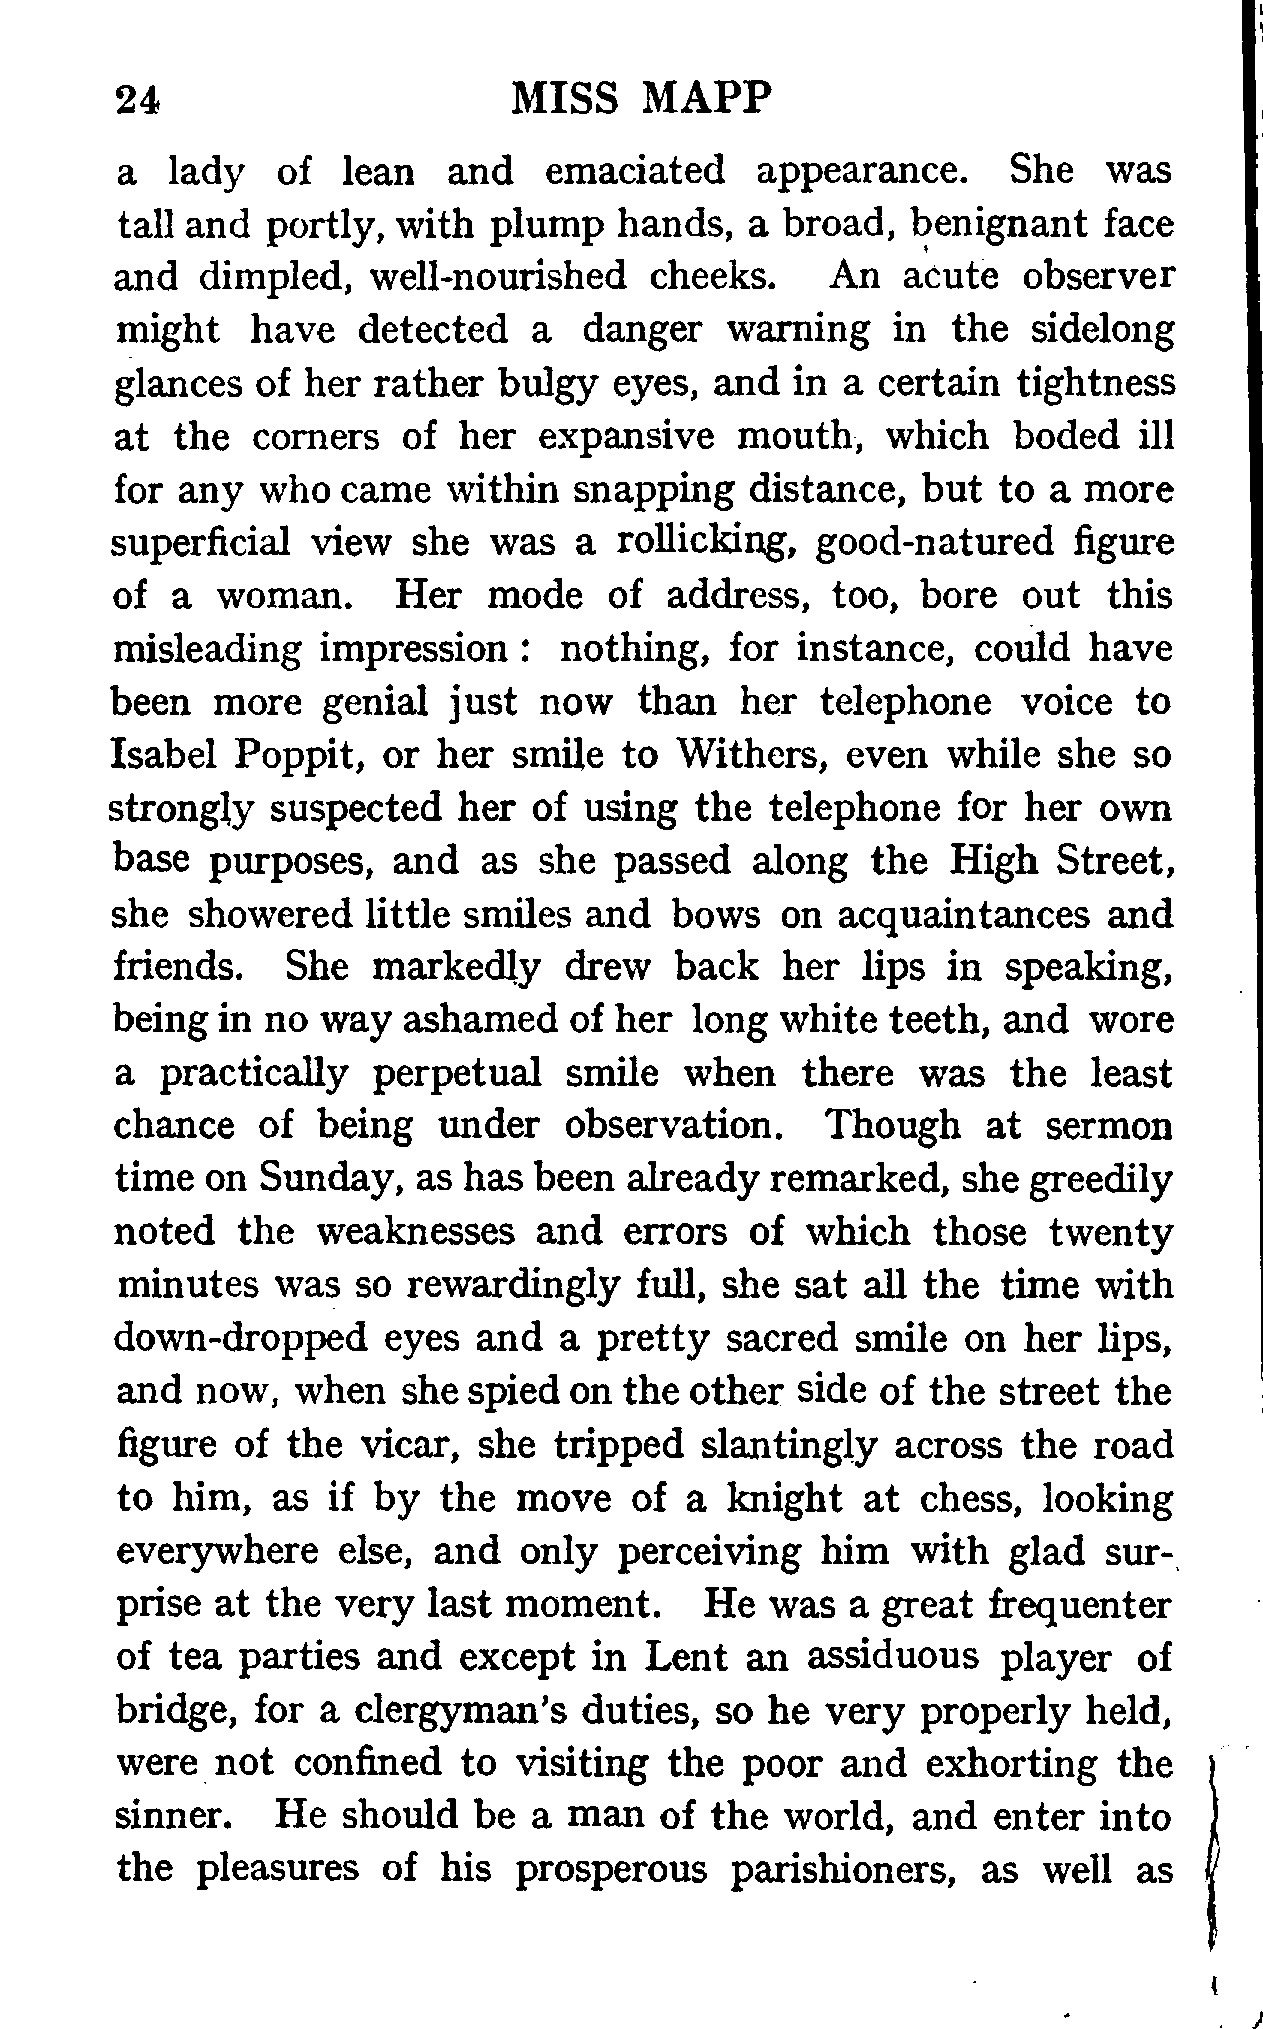 24 MISS MAPP
a lady of lean and emaciated appearance. She was
tall and portly, with plump hands, a broad, benignant face
and dimpled, well-nourished cheeks. An acute observer
might have detected a danger warning in the sidelong
glances of her rather bulgy eyes, and in a certain tightness
at the corners of her expansive mouth, which boded ill
for any who came within snapping distance, but to a more
superficial view she was a rollicking, good-natured figure
of a woman. Her mode of address, too, bore out this
misleading impression : nothing, for instance, could have
been more genial just now than her telephone voice to
Isabel Poppit, or her smile to Withers, even while she so
strongly suspected her of using the telephone for her own
base purposes, and as she passed along the High Street,
she showered little smiles and bows on acquaintances and
friends. She markedly drew back her lips in speaking,
being in no way ashamed of her long white teeth, and wore
a practically perpetual smile when there was the least
chance of being under observation. Though at sermon
time on Sunday, as has been already remarked, she greedily
noted the weaknesses and errors of which those twenty
minutes was so rewardingly full, she sat all the time with
down-dropped eyes and a pretty sacred smile on her lips,
and now, when she spied on the other side of the street the
figure of the vicar, she tripped slantingly across the road
to him, as if by the move of a knight at chess, looking
everywhere else, and only perceiving him with glad sur-
prise at the very last moment. He was a great frequenter
of tea parties and except in Lent an assiduous player of
bridge, for a clergyman's duties, so he very properly held,
were not confined to visiting the poor and exhorting the
sinner. He should be a man of the world, and enter into
the pleasures of his prosperous parishioners, as well as